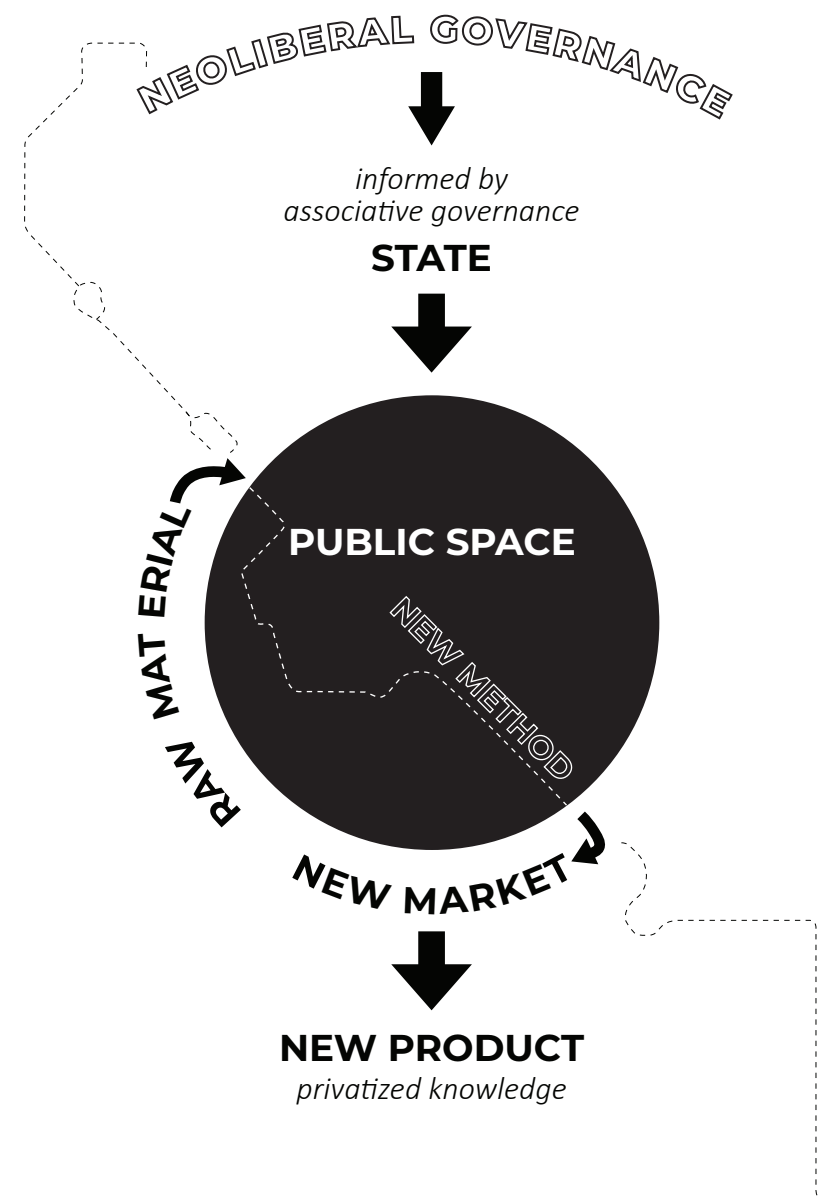 NEOLIBERAL GOVERNANCE
informed by
associative governance
STATE
PUBLIC SPACE
NEW METHOD
RAW MAT ERIAL
NEW MARKET
NEW PRODUCT
privatized knowledge